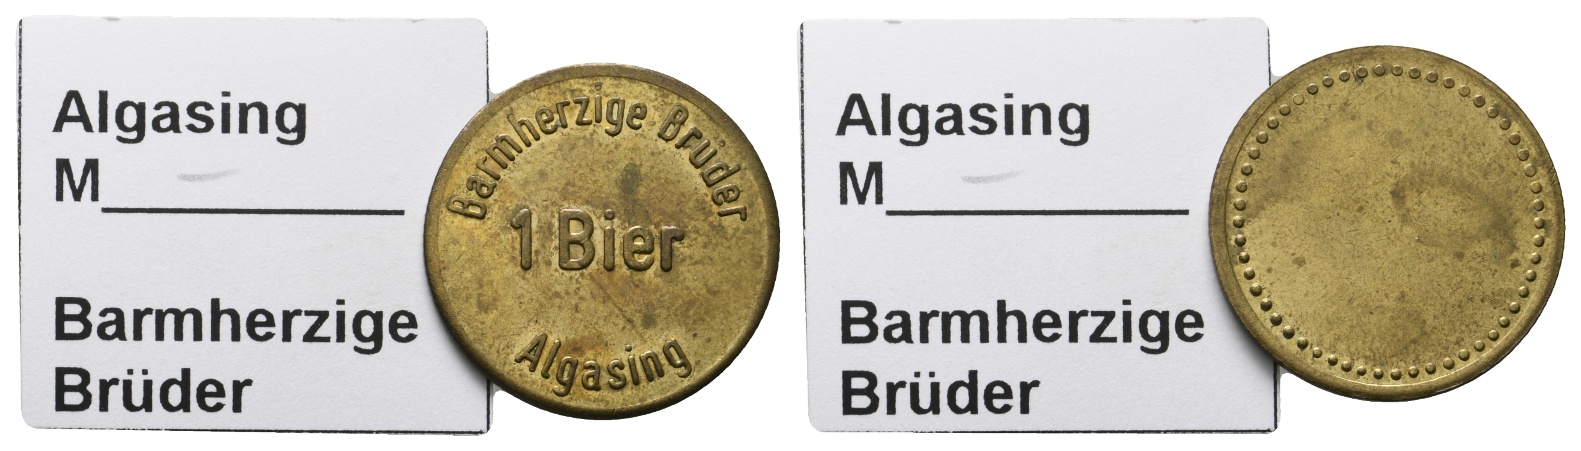 Algasing
M
Barmherzige
Brüder
Barmherzige Brüder
1 Bier
Algasing
Algasing
M
Barmherzige
Brüder